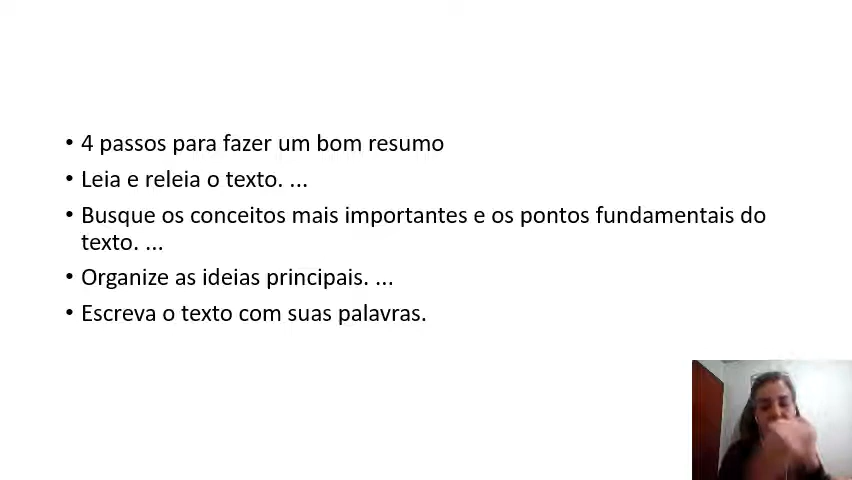 • 4 passos para fazer um bom resumo
• Leia e releia o texto. ...
• Busque os conceitos mais importantes e os pontos fundamentais do
texto. ...
• Organize as ideias principais. ...
• Escreva o texto com suas palavras.